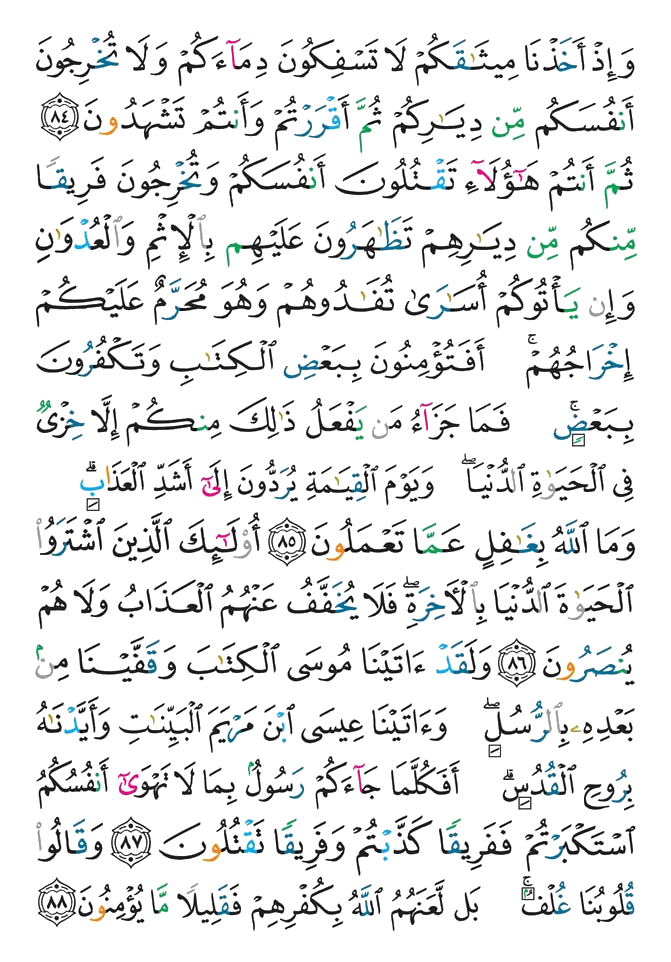 وَإِذْ أَخَذْنَا مِيثَٰقَكُمْ لَا تَسْفِكُونَ دِمَآءَكُمْ وَلَا تُخْرِجُونَ
أَنفُسَكُم مِّن دِيَٰرِكُمْ ثُمَّ أَقْرَرْتُمْ وَأَنتُمْ تَشْهَدُونَ ٨٤
ثُمَّ أَنتُمْ هَٰٓؤُلَآءِ تَقْتُلُونَ أَنفُسَكُمْ وَتُخْرِجُونَ فَرِيقًا
مِّنكُم مِّن دِيَٰرِهِمْ تَظَٰهَرُونَ عَلَيْهِم بِٱلْإِثْمِ وَٱلْعُدْوَٰنِ
وَإِن يَأْتُوكُمْ أُسَٰرَىٰ تُفَٰدُوهُمْ وَهُوَ مُحَرَّمٌ عَلَيْكُمْ
إِخْرَاجُهُمْ ۚ أَفَتُؤْمِنُونَ بِبَعْضِ ٱلْكِتَٰبِ وَتَكْفُرُونَ
بِبَعْضٍ ۚ فَمَا جَزَآءُ مَن يَفْعَلُ ذَٰلِكَ مِنكُمْ إِلَّا خِزْىٌ
فِى ٱلْحَيَوٰةِ ٱلدُّنْيَا ۖ وَيَوْمَ ٱلْقِيَٰمَةِ يُرَدُّونَ إِلَىٰٓ أَشَدِّ ٱلْعَذَابِ ۗ
وَمَا ٱللَّهُ بِغَٰفِلٍ عَمَّا تَعْمَلُونَ ٨٥ أُو۟لَٰٓئِكَ ٱلَّذِينَ ٱشْتَرَوُا۟
ٱلْحَيَوٰةَ ٱلدُّنْيَا بِٱلْءَاخِرَةِ ۖ فَلَا يُخَفَّفُ عَنْهُمُ ٱلْعَذَابُ وَلَا هُمْ
يُنصَرُونَ ٨٦ وَلَقَدْ ءَاتَيْنَا مُوسَى ٱلْكِتَٰبَ وَقَفَّيْنَا مِنۢ
بَعْدِهِۦ بِٱلرُّسُلِ ۖ وَءَاتَيْنَا عِيسَى ٱبْنَ مَرْيَمَ ٱلْبَيِّنَٰتِ وَأَيَّدْنَٰهُ
بِرُوحِ ٱلْقُدُسِ ۗ أَفَكُلَّمَا جَآءَكُمْ رَسُولٌۢ بِمَا لَا تَهْوَىٰٓ أَنفُسُكُمُ
ٱسْتَكْبَرْتُمْ فَفَرِيقًا كَذَّبْتُمْ وَفَرِيقًا تَقْتُلُونَ ٨٧ وَقَالُوا۟
قُلُوبُنَا غُلْفٌۢ ۚ بَل لَّعَنَهُمُ ٱللَّهُ بِكُفْرِهِمْ فَقَلِيلًا مَّا يُؤْمِنُونَ ٨٨